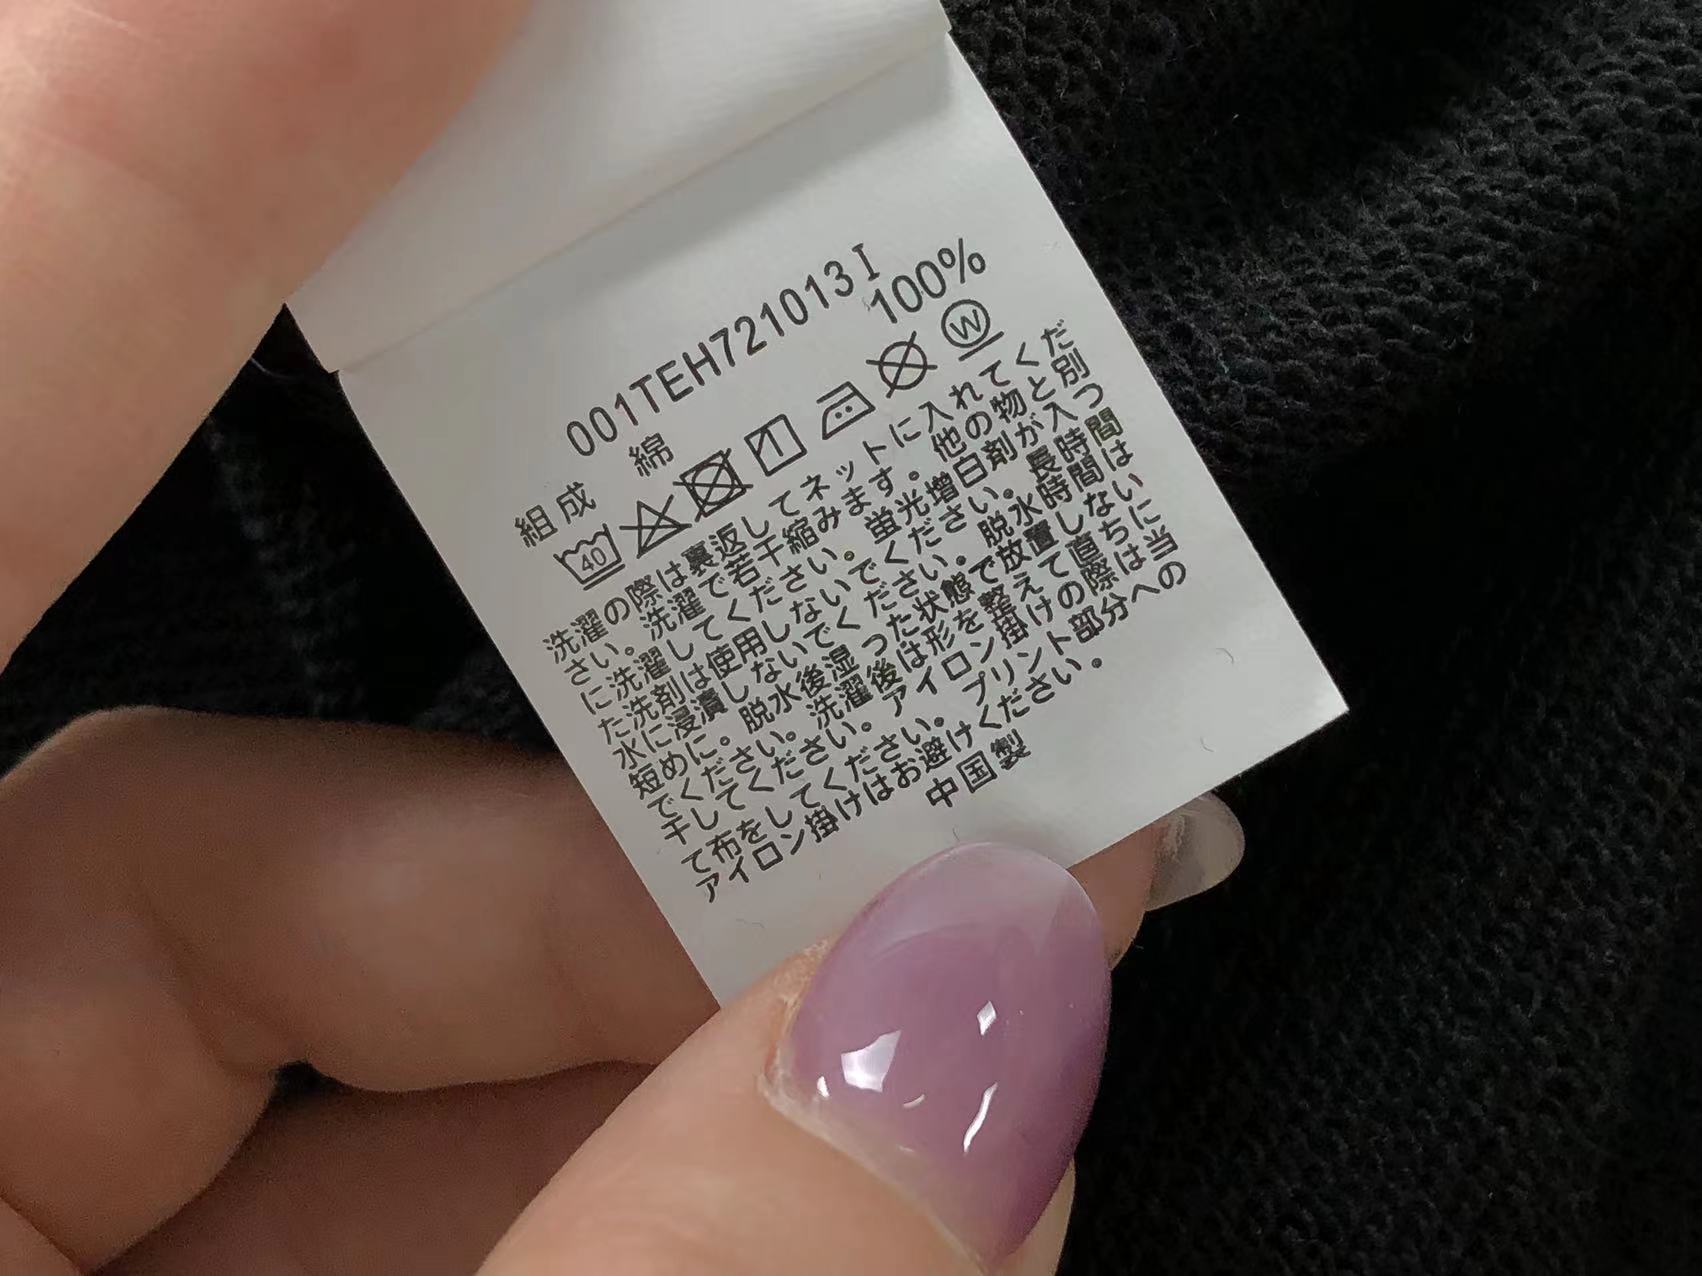 001TEH721013 I
組成 綿 100%
40 W
洗濯の際は裏返してネットに入れてくだ
さい。洗濯で若干縮みます。他の物と別
に洗濯してください。蛍光増白剤が入つ
た洗剤は使用しないでください。長時間
水に浸漬しないでください。脱水時間は
短めに。脱水後湿った状態で放置しない
でください。洗濯後は形を整えて直ちに
干してください。アイロン掛けの際は当
て布をしてください。プリント部分への
アイロン掛けはお避けください。
中国製